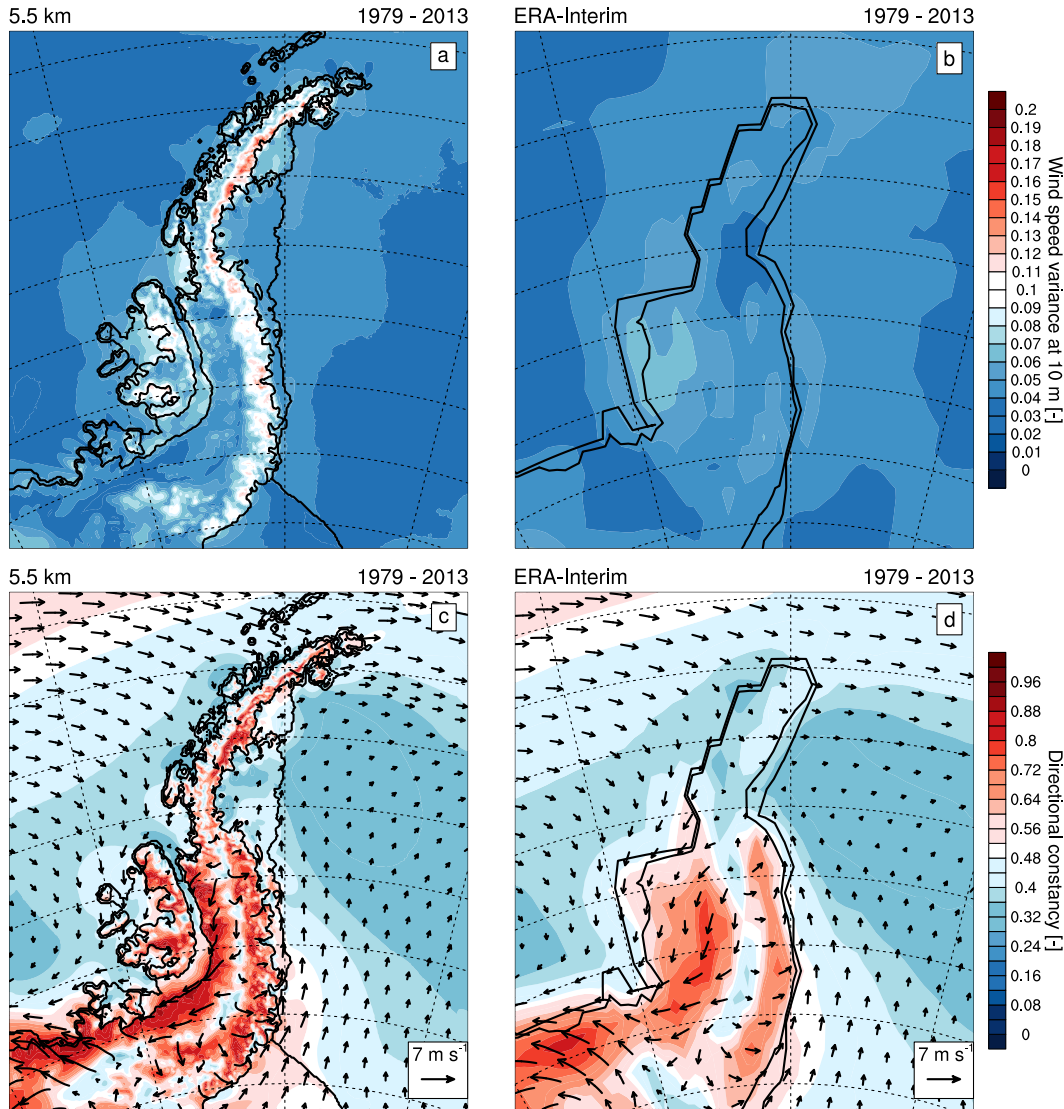 5.5 km 1979 - 2013
ERA-Interim 1979 - 2013
a
b
0.2
0.19
0.18
0.17
0.16
0.15
0.14
0.13
0.12
0.11
0.1
0.09
0.08
0.07
0.06
0.05
0.04
0.03
0.02
0.01
0
Wind speed variance at 10 m [-]
5.5 km 1979 - 2013
ERA-Interim 1979 - 2013
c
d
0.96
0.88
0.8
0.72
0.64
0.56
0.48
0.4
0.32
0.24
0.16
0.08
0
Directional constancy [-]
7 m s⁻¹
7 m s⁻¹